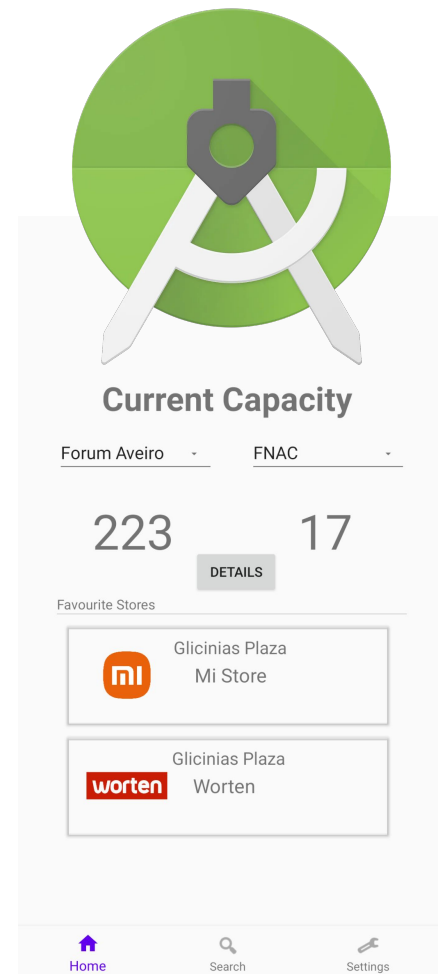 Current Capacity
Forum Aveiro
FNAC
223
17
DETAILS
Favourite Stores
Glicinias Plaza
mi
Mi Store
Glicinias Plaza
worten
Worten
Home
Search
Settings